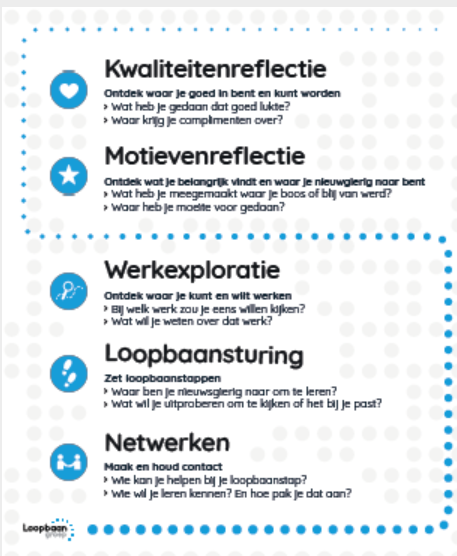 Kwaliteitenreflectie
Ontdek waar je goed in bent en kunt worden
› Wat heb je gedaan dat goed lukte?
› Waar krijg je complimenten over?
Motievenreflectie
Ontdek wat je belangrijk vindt en waar je nieuwgierig naar bent
› Wat heb je meegemaakt waar je boos of blij van werd?
› Waar heb je moeite voor gedaan?
Werkexploratie
Ontdek waar je kunt en wilt werken
› Bij welk werk zou je eens willen kijken?
› Wat wil je weten over dat werk?
Loopbaansturing
Zet loopbaanstappen
› Waar ben je nieuwsgierig naar om te leren?
› Wat wil je uitproberen om te kijken of het bij je past?
Netwerken
Maak en houd contact
› Wie kan je helpen bij je loopbaanstap?
› Wie wil je leren kennen? En hoe pak je dat aan?
Loopbaan
groep